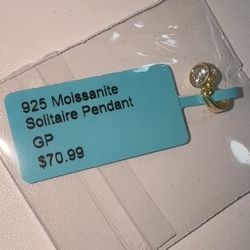 925 Moissanite
Solitaire Pendant
GP
$70.99